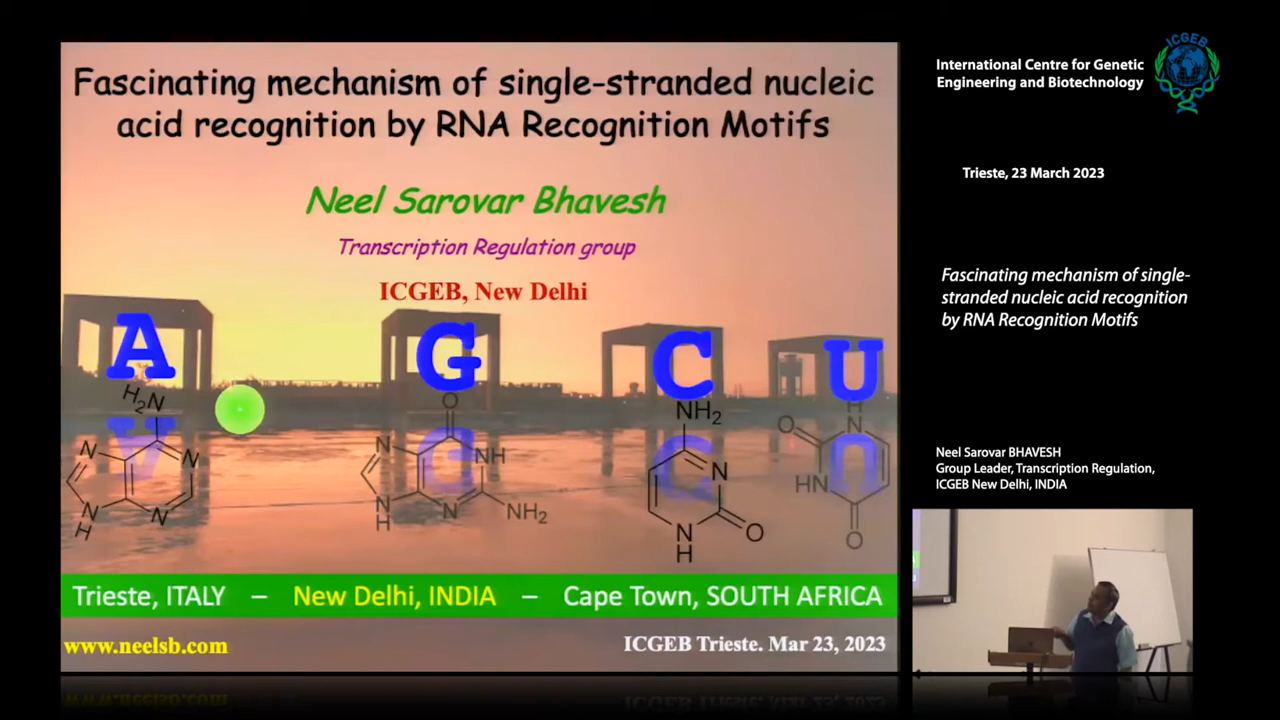 Fascinating mechanism of single-stranded nucleic
acid recognition by RNA Recognition Motifs
Neel Sarovar Bhavesh
Transcription Regulation group
ICGEB, New Delhi
A
G
C
U
H₂N
N
N
N
N
H
O
N
NH
N
H
N
NH₂
NH₂
N
N
H
O
H
N
O
HN
O
Trieste, ITALY – New Delhi, INDIA – Cape Town, SOUTH AFRICA
www.neelsb.com
ICGEB Trieste. Mar 23, 2023
International Centre for Genetic
Engineering and Biotechnology
ICGEB
Trieste, 23 March 2023
Fascinating mechanism of single-
stranded nucleic acid recognition
by RNA Recognition Motifs
Neel Sarovar BHAVESH
Group Leader, Transcription Regulation,
ICGEB New Delhi, INDIA